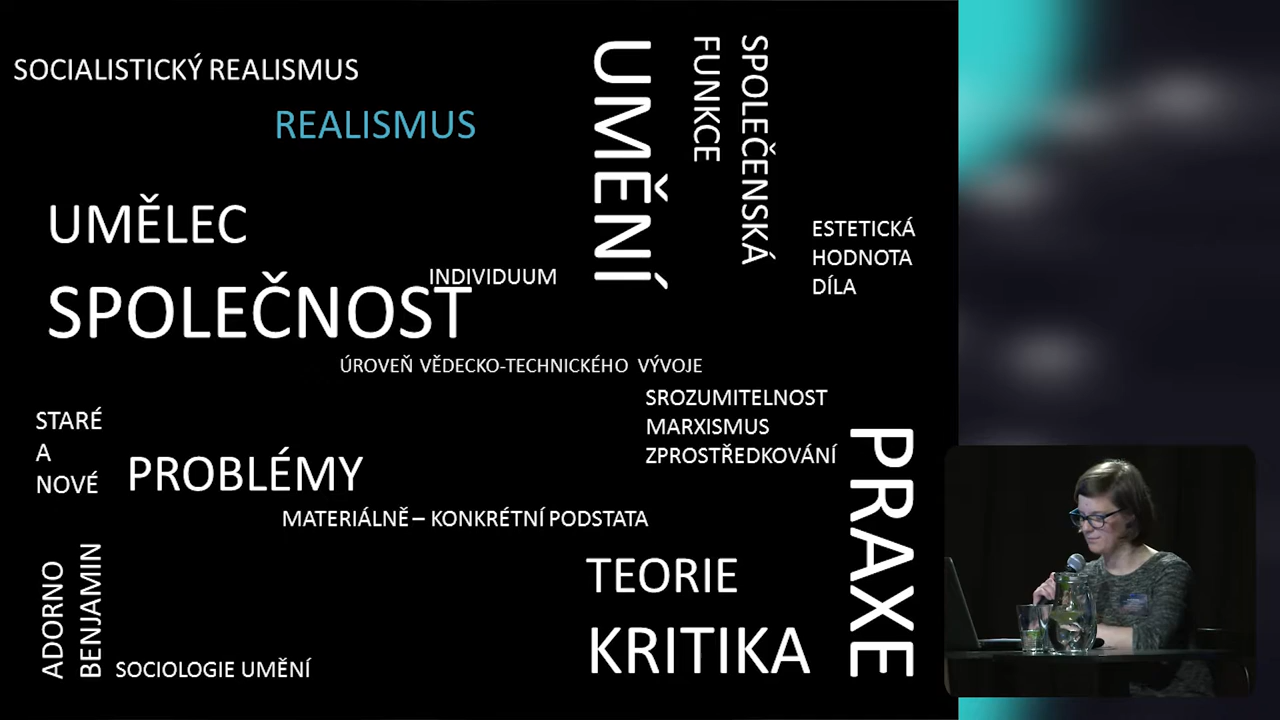 SOCIALISTICKÝ REALISMUS
REALISMUS
UMĚNÍ
SPOLEČENSKÁ
FUNKCE
UMĚLEC
ESTETICKÁ
HODNOTA
DÍLA
INDIVIDUUM
SPOLEČNOST
ÚROVEŇ VĚDECKO-TECHNICKÉHO VÝVOJE
SROZUMITELNOST
MARXISMUS
ZPROSTŘEDKOVÁNÍ
STARÉ
A
NOVÉ
PROBLÉMY
PRAXE
MATERIÁLNĚ – KONKRÉTNÍ PODSTATA
ADORNO
BENJAMIN
TEORIE
KRITIKA
SOCIOLOGIE UMĚNÍ